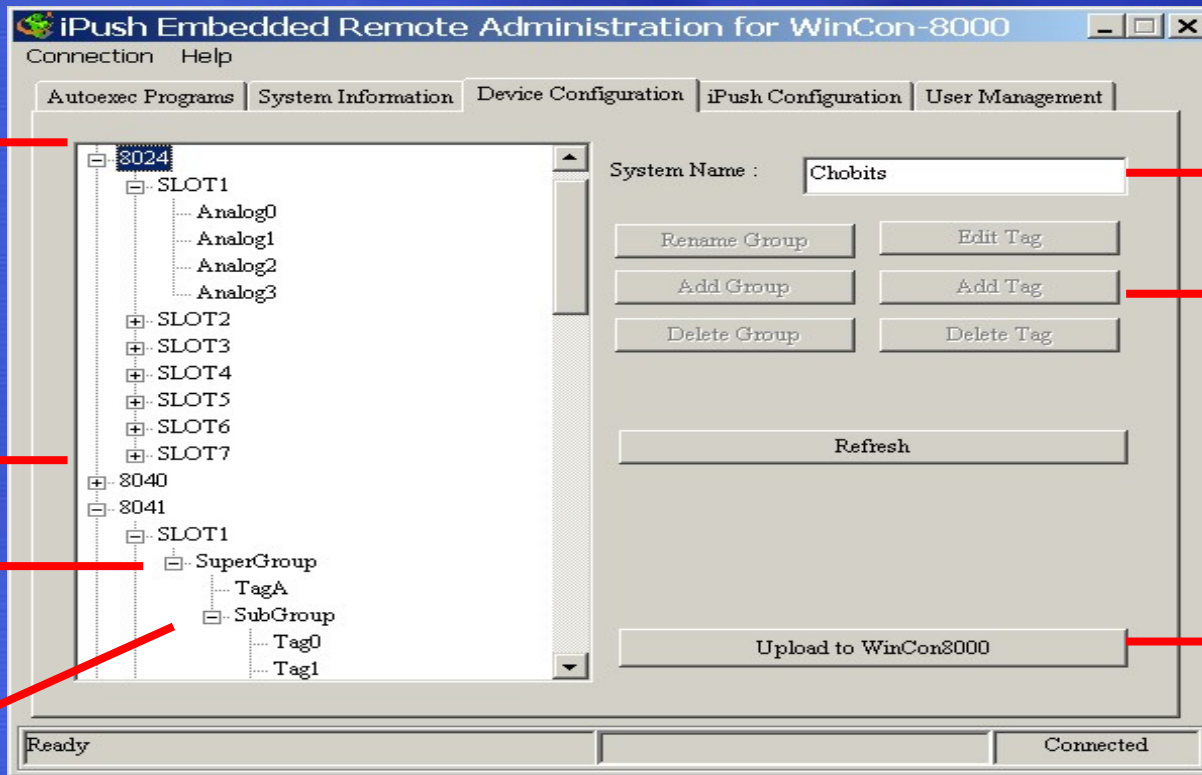 iPush Embedded Remote Administration for WinCon-8000
Connection Help
Autoexec Programs System Information Device Configuration iPush Configuration User Management
8024
SLOT1
Analog0
Analog1
Analog2
Analog3
SLOT2
SLOT3
SLOT4
SLOT5
SLOT6
SLOT7
8040
8041
SLOT1
SuperGroup
TagA
SubGroup
Tag0
Tag1
System Name : Chobits
Rename Group Edit Tag
Add Group Add Tag
Delete Group Delete Tag
Refresh
Upload to WinCon8000
Ready Connected